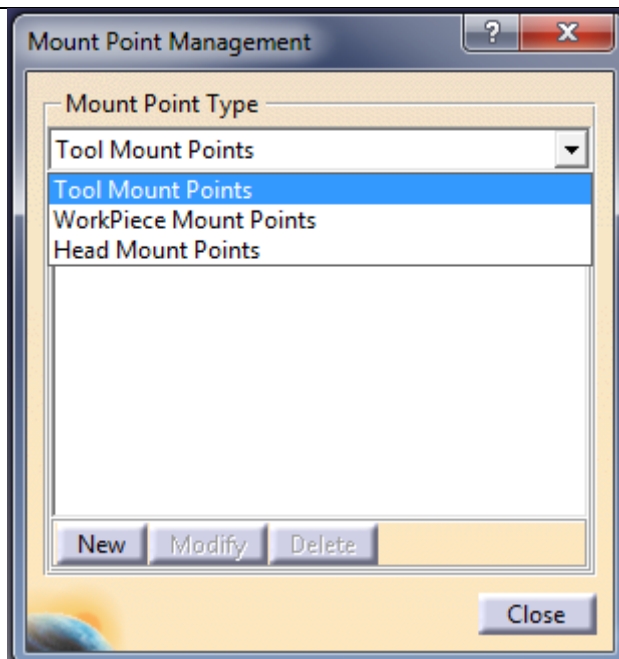 Mount Point Management
?
X
Mount Point Type
Tool Mount Points
Tool Mount Points
WorkPiece Mount Points
Head Mount Points
New Modify Delete
Close